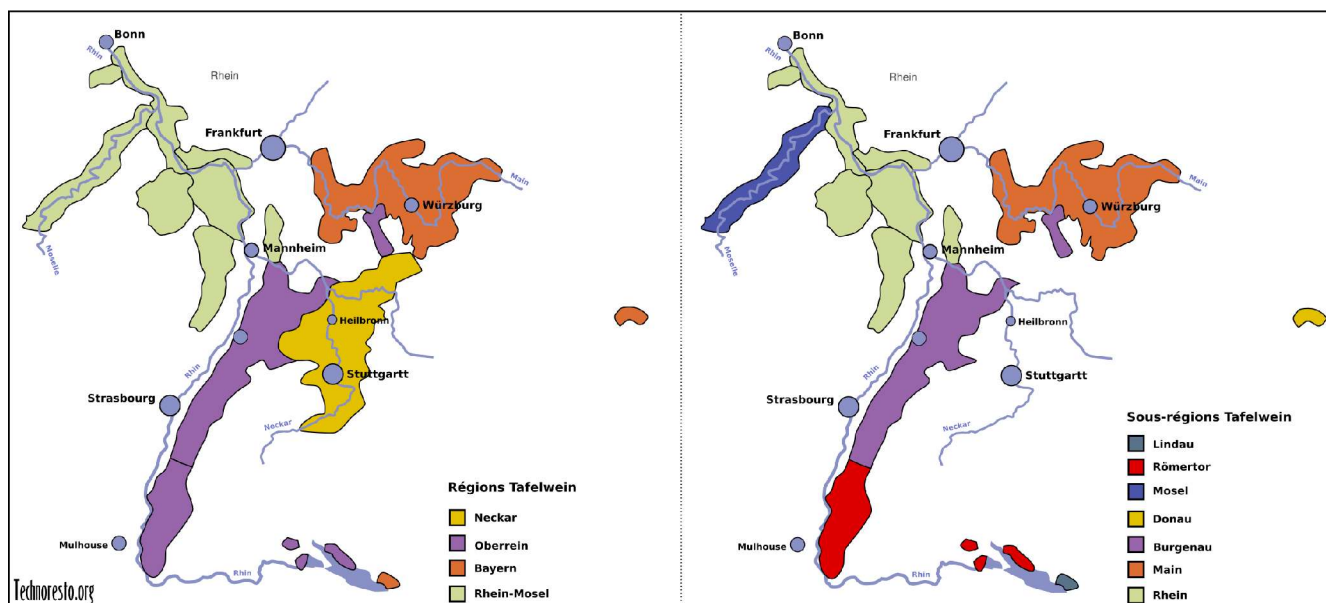 Bonn
Rhin
Rhein
Frankfurt
Main
Würzburg
Moselle
Mannheim
Heilbronn
Rhin
Stuttgartt
Strasbourg
Neckar
Régions Tafelwein
Neckar
Oberrein
Bayern
Rhein-Mosel
Mulhouse
Rhin
Technoresto.org
Bonn
Rhin
Rhein
Frankfurt
Main
Würzburg
Moselle
Mannheim
Heilbronn
Rhin
Stuttgartt
Strasbourg
Neckar
Sous-régions Tafelwein
Lindau
Römertor
Mosel
Donau
Burgenau
Main
Rhein
Mulhouse
Rhin